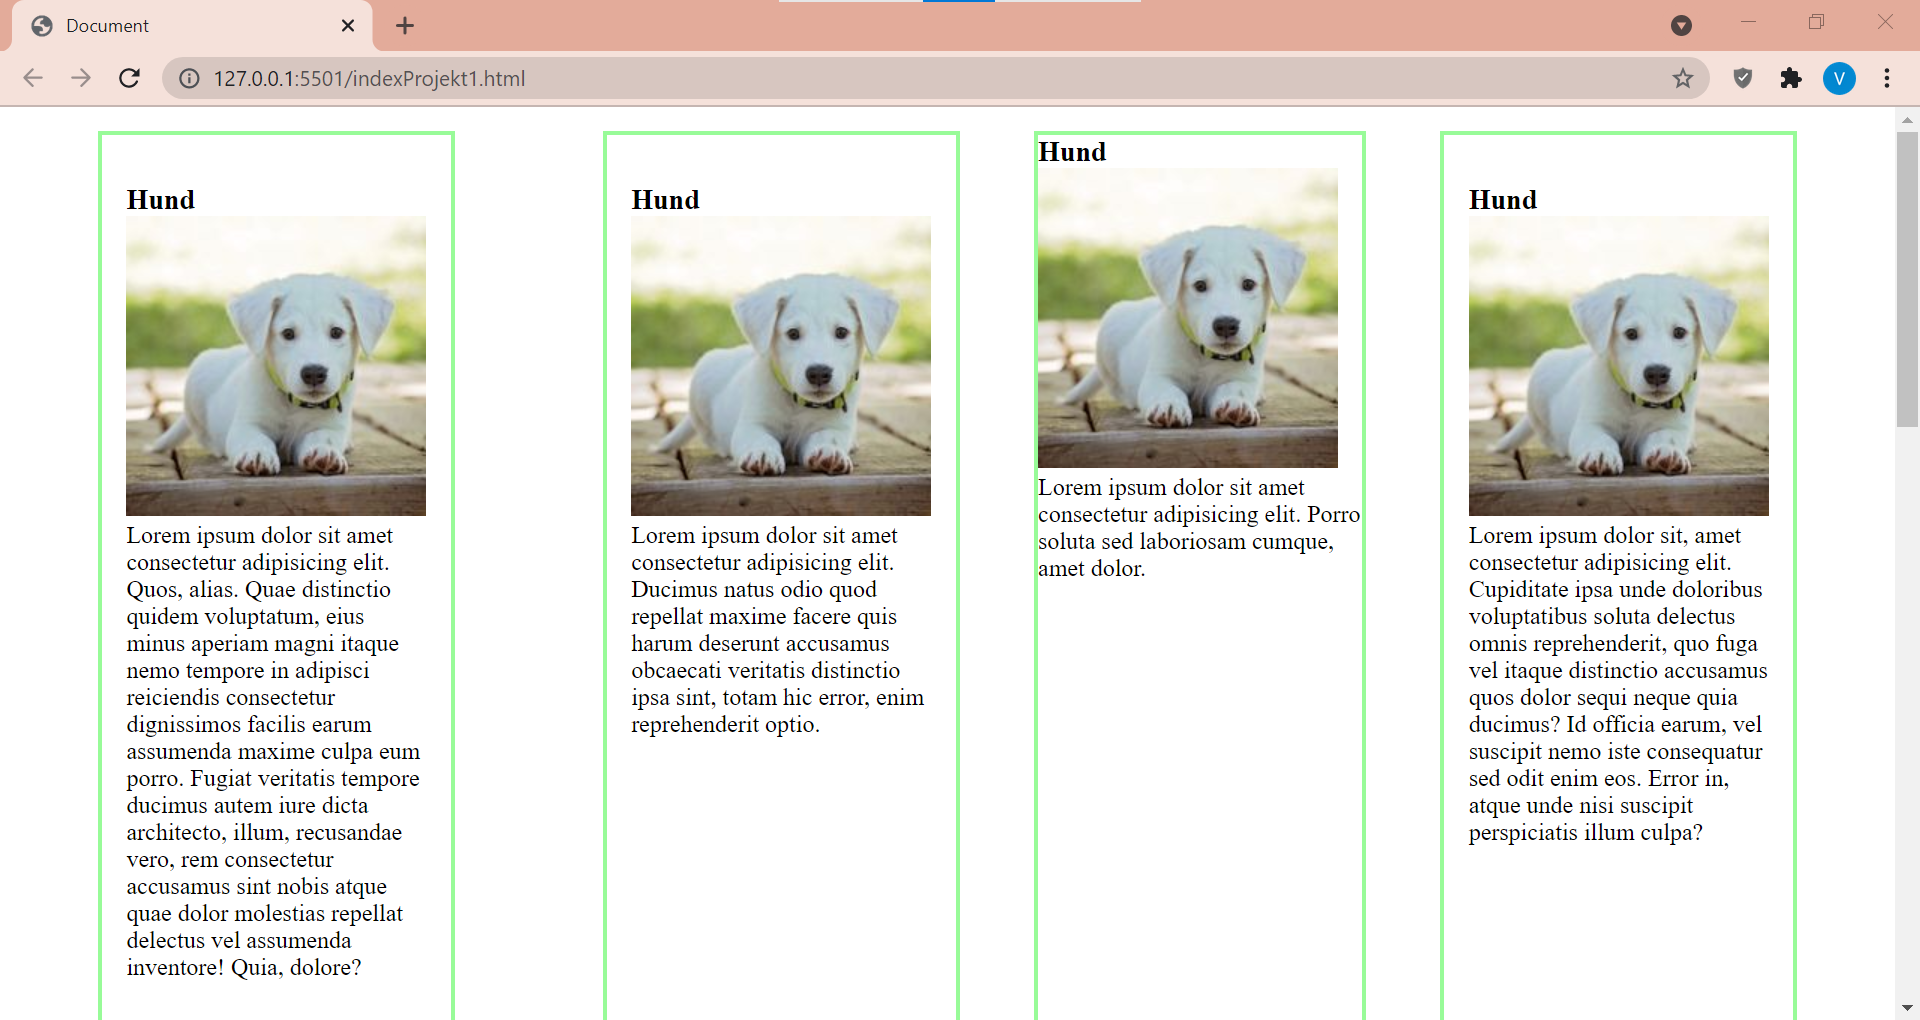 Document
127.0.0.1:5501/indexProjekt1.html
V
Hund
Lorem ipsum dolor sit amet
consectetur adipisicing elit.
Quos, alias. Quae distinctio
quidem voluptatum, eius
minus aperiam magni itaque
nemo tempore in adipisci
reiciendis consectetur
dignissimos facilis earum
assumenda maxime culpa eum
porro. Fugiat veritatis tempore
ducimus autem iure dicta
architecto, illum, recusandae
vero, rem consectetur
accusamus sint nobis atque
quae dolor molestias repellat
delectus vel assumenda
inventore! Quia, dolore?
Hund
Lorem ipsum dolor sit amet
consectetur adipisicing elit.
Ducimus natus odio quod
repellat maxime facere quis
harum deserunt accusamus
obcaecati veritatis distinctio
ipsa sint, totam hic error, enim
reprehenderit optio.
Hund
Lorem ipsum dolor sit amet
consectetur adipisicing elit. Porro
soluta sed laboriosam cumque,
amet dolor.
Hund
Lorem ipsum dolor sit, amet
consectetur adipisicing elit.
Cupiditate ipsa unde doloribus
voluptatibus soluta delectus
omnis reprehenderit, quo fuga
vel itaque distinctio accusamus
quos dolor sequi neque quia
ducimus? Id officia earum, vel
suscipit nemo iste consequatur
sed odit enim eos. Error in,
atque unde nisi suscipit
perspiciatis illum culpa?